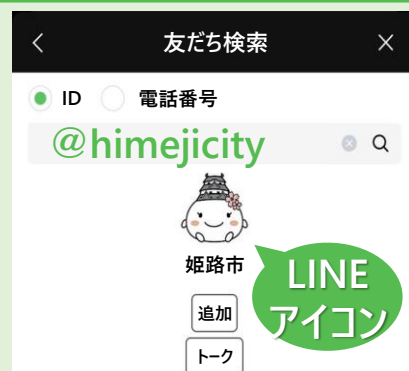 友だち検索
ID 電話番号
@himejicity
姫路市
LINE
アイコン
追加
トーク